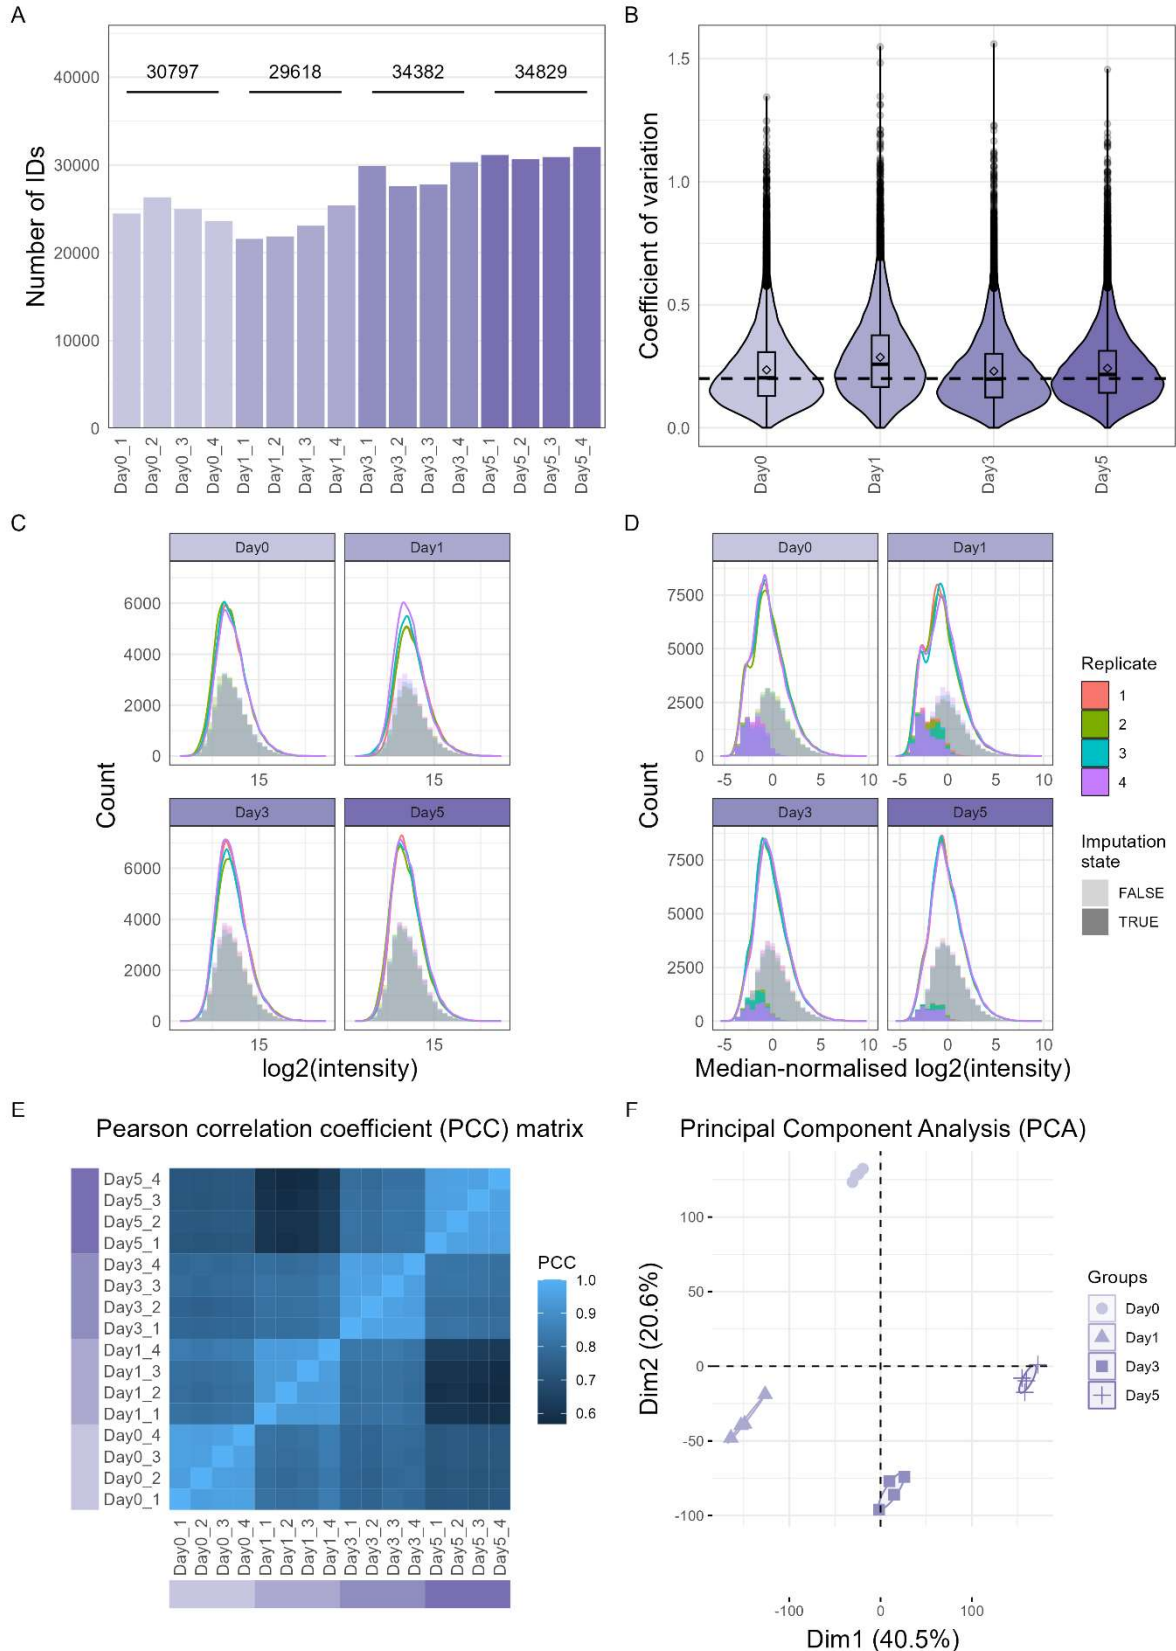 A
Number of IDs
40000
30000
20000
10000
0
30797 29618 34382 34829
Day0_1 Day0_2 Day0_3 Day0_4 Day1_1 Day1_2 Day1_3 Day1_4 Day3_1 Day3_2 Day3_3 Day3_4 Day5_1 Day5_2 Day5_3 Day5_4
B
Coefficient of variation
1.5
1.0
0.5
0.0
Day0 Day1 Day3 Day5
C
Count
Day0 Day1
6000
4000
2000
0
15 15
Day3 Day5
6000
4000
2000
0
15 15
log2(intensity)
D
Count
Day0 Day1
7500
5000
2500
0
-5 0 5 10 -5 0 5 10
Day3 Day5
7500
5000
2500
0
-5 0 5 10 -5 0 5 10
Median-normalised log2(intensity)
Replicate
1
2
3
4
Imputation
state
FALSE
TRUE
E
Pearson correlation coefficient (PCC) matrix
Day5_4
Day5_3
Day5_2
Day5_1
Day3_4
Day3_3
Day3_2
Day3_1
Day1_4
Day1_3
Day1_2
Day1_1
Day0_4
Day0_3
Day0_2
Day0_1
Day0_1 Day0_2 Day0_3 Day0_4 Day1_1 Day1_2 Day1_3 Day1_4 Day3_1 Day3_2 Day3_3 Day3_4 Day5_1 Day5_2 Day5_3 Day5_4
PCC
1.0
0.9
0.8
0.7
0.6
F
Principal Component Analysis (PCA)
Dim2 (20.6%)
100
50
0
-50
-100
-100 0 100
Dim1 (40.5%)
Groups
Day0
Day1
Day3
Day5